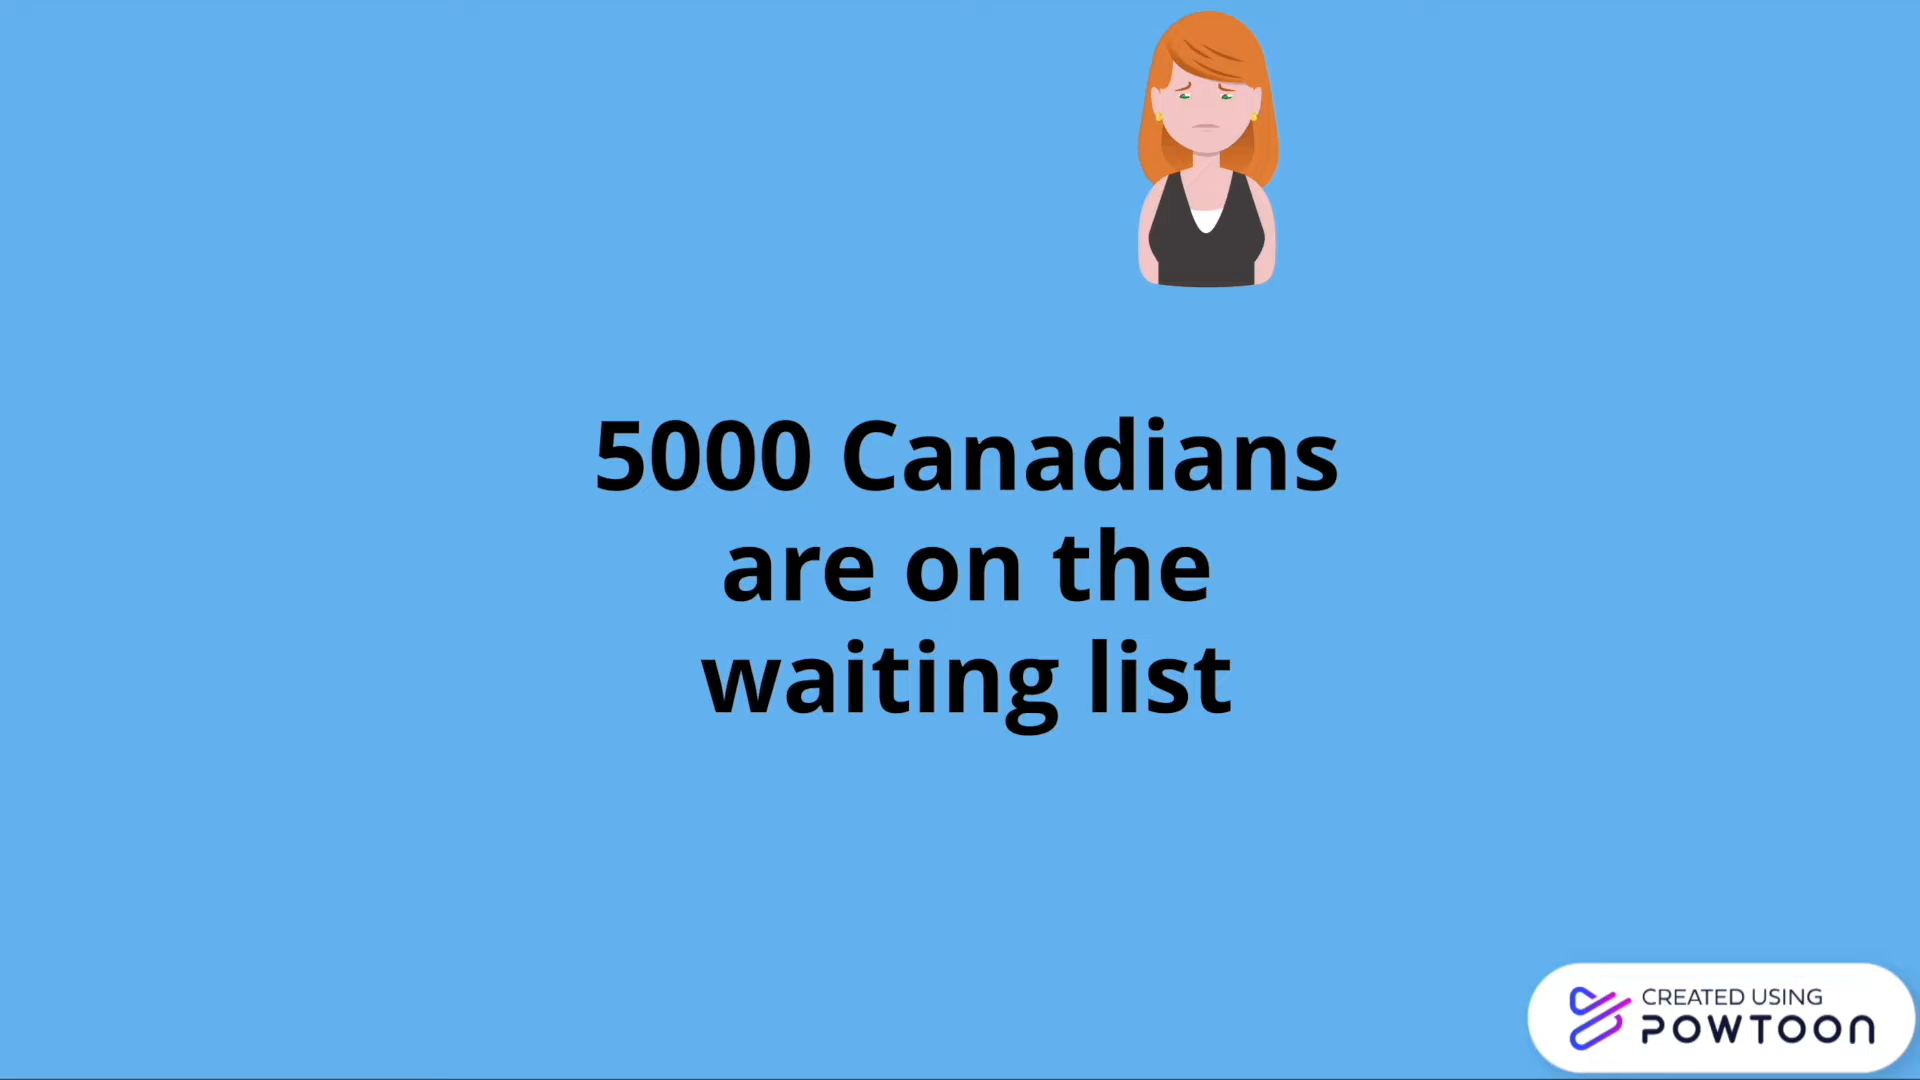 5000 Canadians
are on the
waiting list
CREATED USING
POWTOON